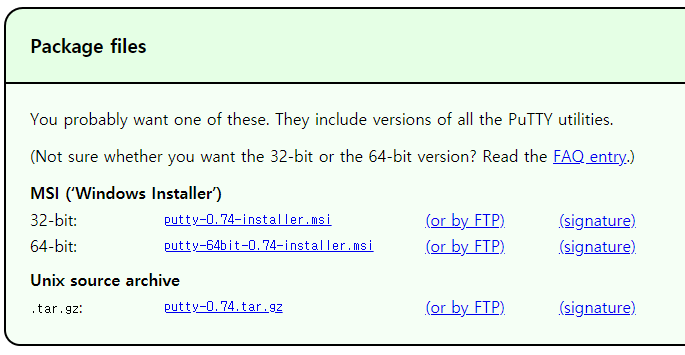 Package files
You probably want one of these. They include versions of all the PuTTY utilities.
(Not sure whether you want the 32-bit or the 64-bit version? Read the FAQ entry.)
MSI (‘Windows Installer’)
32-bit: putty-0.74-installer.msi (or by FTP) (signature)
64-bit: putty-64bit-0.74-installer.msi (or by FTP) (signature)
Unix source archive
.tar.gz: putty-0.74.tar.gz (or by FTP) (signature)